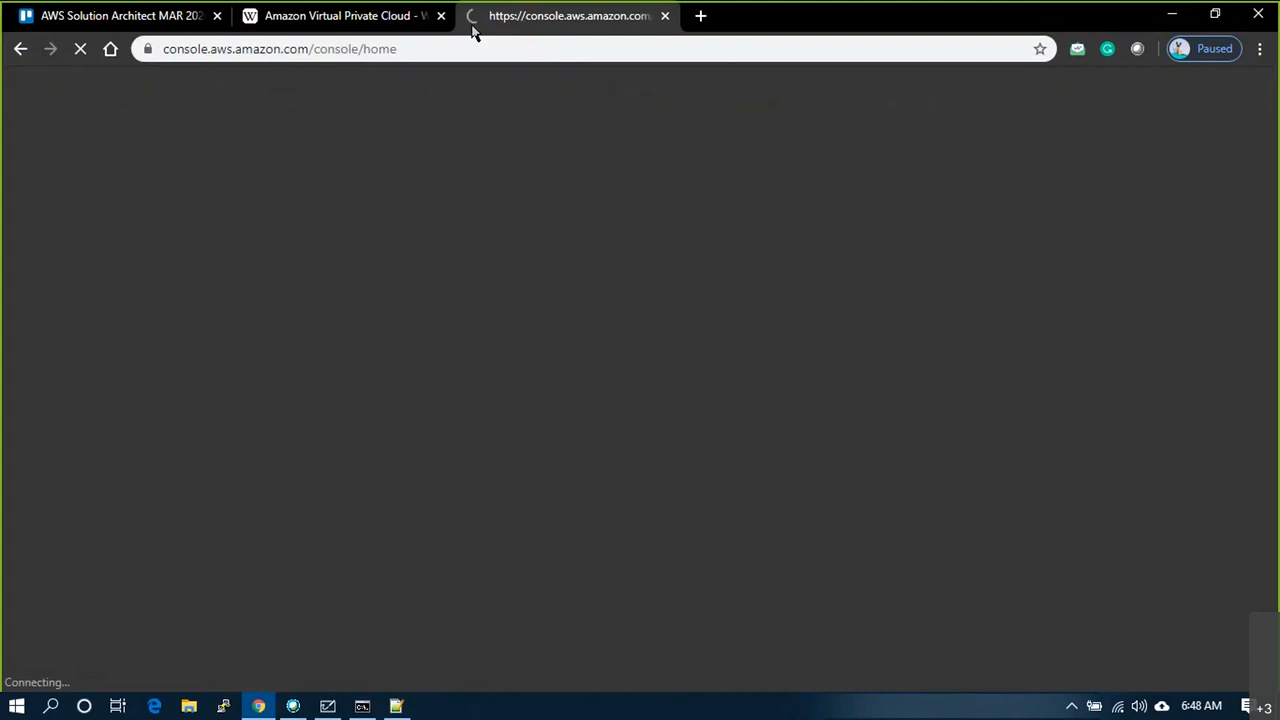 AWS Solution Architect MAR 202
Amazon Virtual Private Cloud - W
https://console.aws.amazon.com/
console.aws.amazon.com/console/home
Paused
Connecting...
6:48 AM
+3